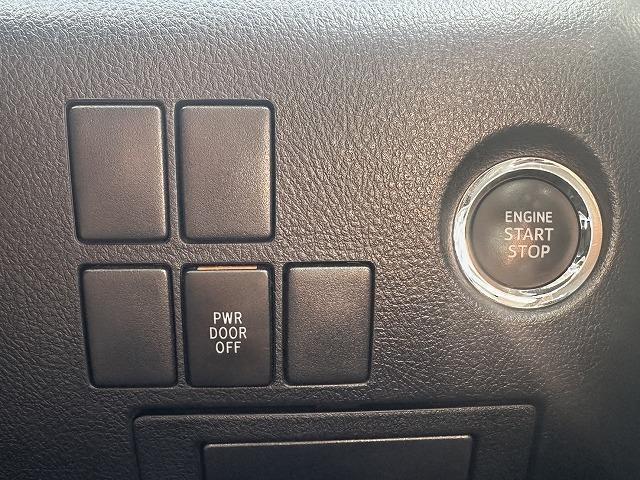 PWR
DOOR
OFF
ENGINE
START
STOP